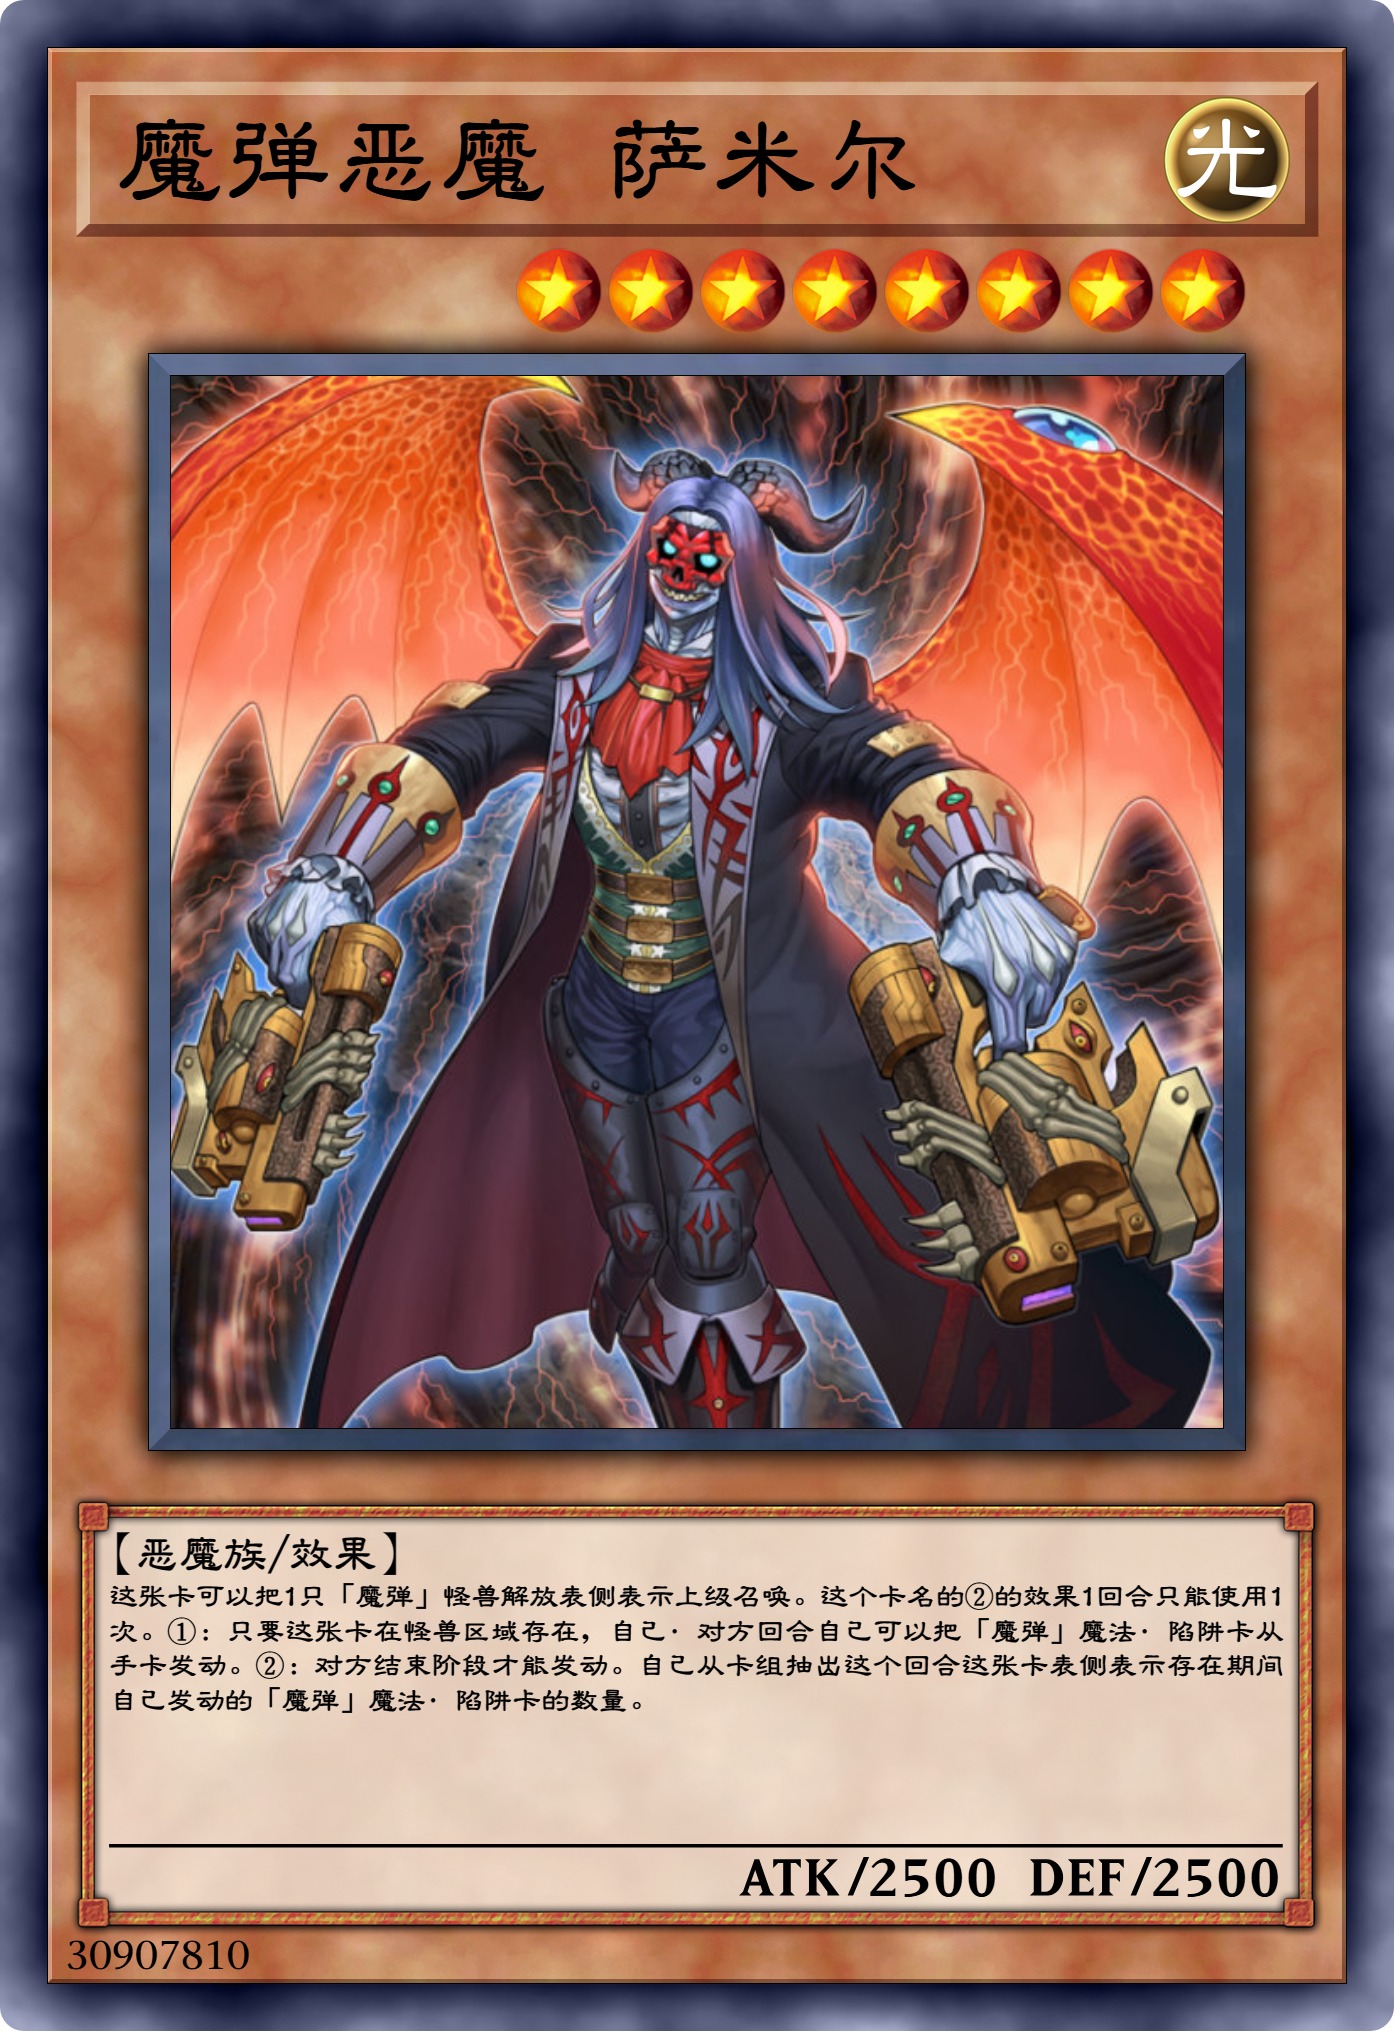 魔弹恶魔 萨米尔
光
【恶魔族/效果】
这张卡可以把1只「魔弹」怪兽解放表侧表示上级召唤。这个卡名的②的效果1回合只能使用1
次。①：只要这张卡在怪兽区域存在，自己·对方回合自己可以把「魔弹」魔法·陷阱卡从
手卡发动。②：对方结束阶段才能发动。自己从卡组抽出这个回合这张卡表侧表示存在期间
自己发动的「魔弹」魔法·陷阱卡的数量。
ATK/2500 DEF/2500
30907810